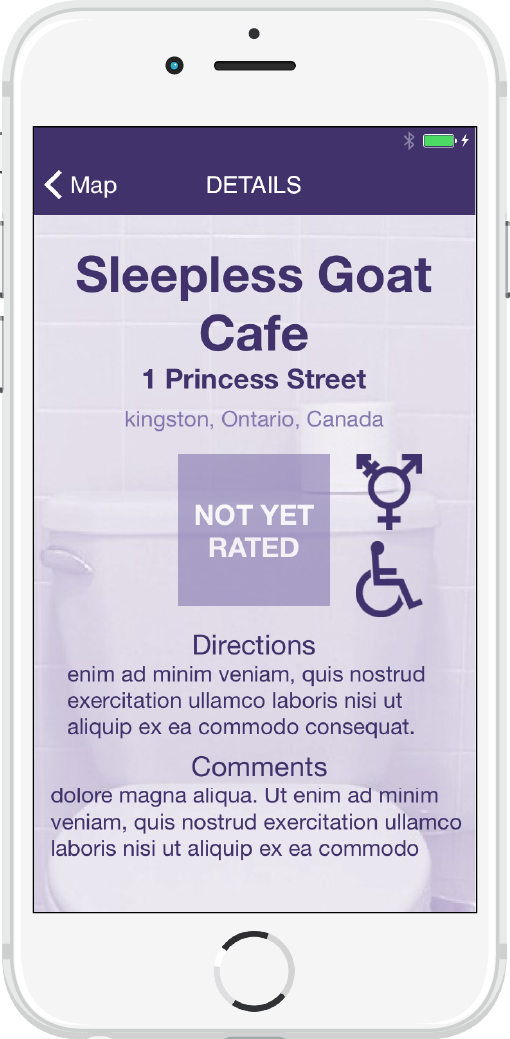 Map
DETAILS
Sleepless Goat
Cafe
1 Princess Street
kingston, Ontario, Canada
NOT YET
RATED
Directions
enim ad minim veniam, quis nostrud
exercitation ullamco laboris nisi ut
aliquip ex ea commodo consequat.
Comments
dolore magna aliqua. Ut enim ad minim
veniam, quis nostrud exercitation ullamco
laboris nisi ut aliquip ex ea commodo